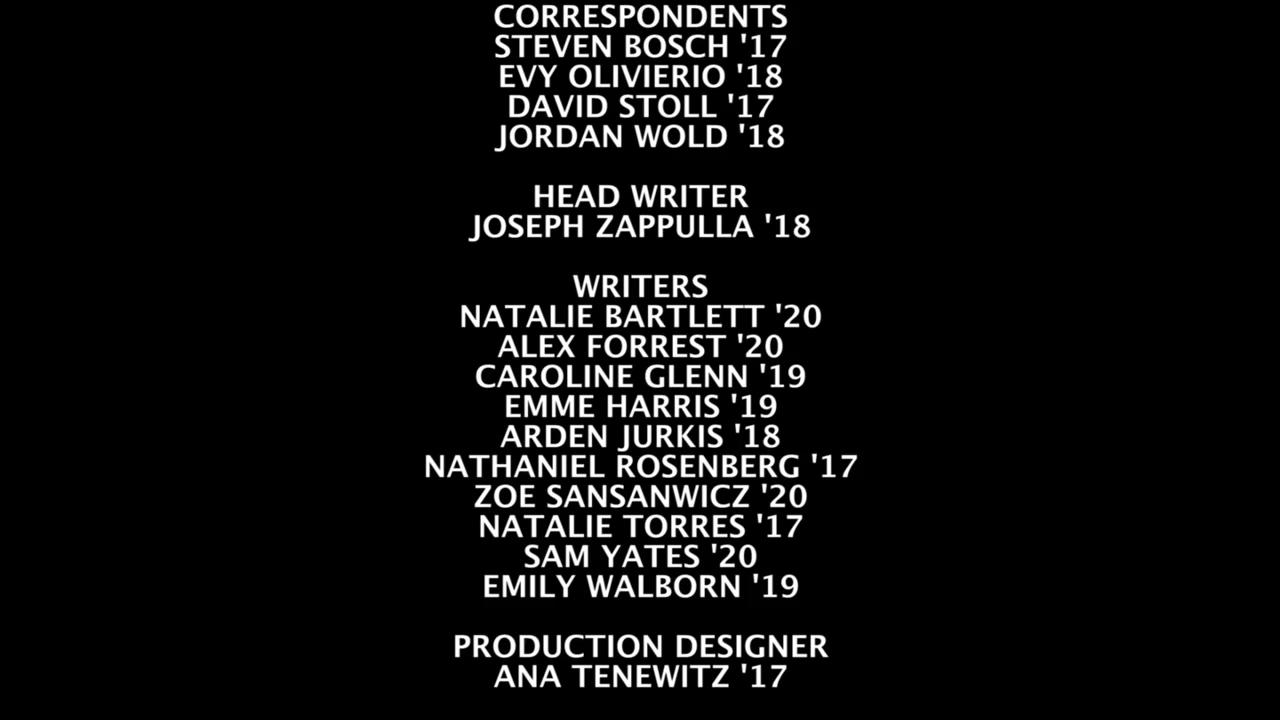 CORRESPONDENTS
STEVEN BOSCH '17
EVY OLIVIERIO '18
DAVID STOLL '17
JORDAN WOLD '18
HEAD WRITER
JOSEPH ZAPPULLA '18
WRITERS
NATALIE BARTLETT '20
ALEX FORREST '20
CAROLINE GLENN '19
EMME HARRIS '19
ARDEN JURKIS '18
NATHANIEL ROSENBERG '17
ZOE SANSANWICZ '20
NATALIE TORRES '17
SAM YATES '20
EMILY WALBORN '19
PRODUCTION DESIGNER
ANA TENEWITZ '17